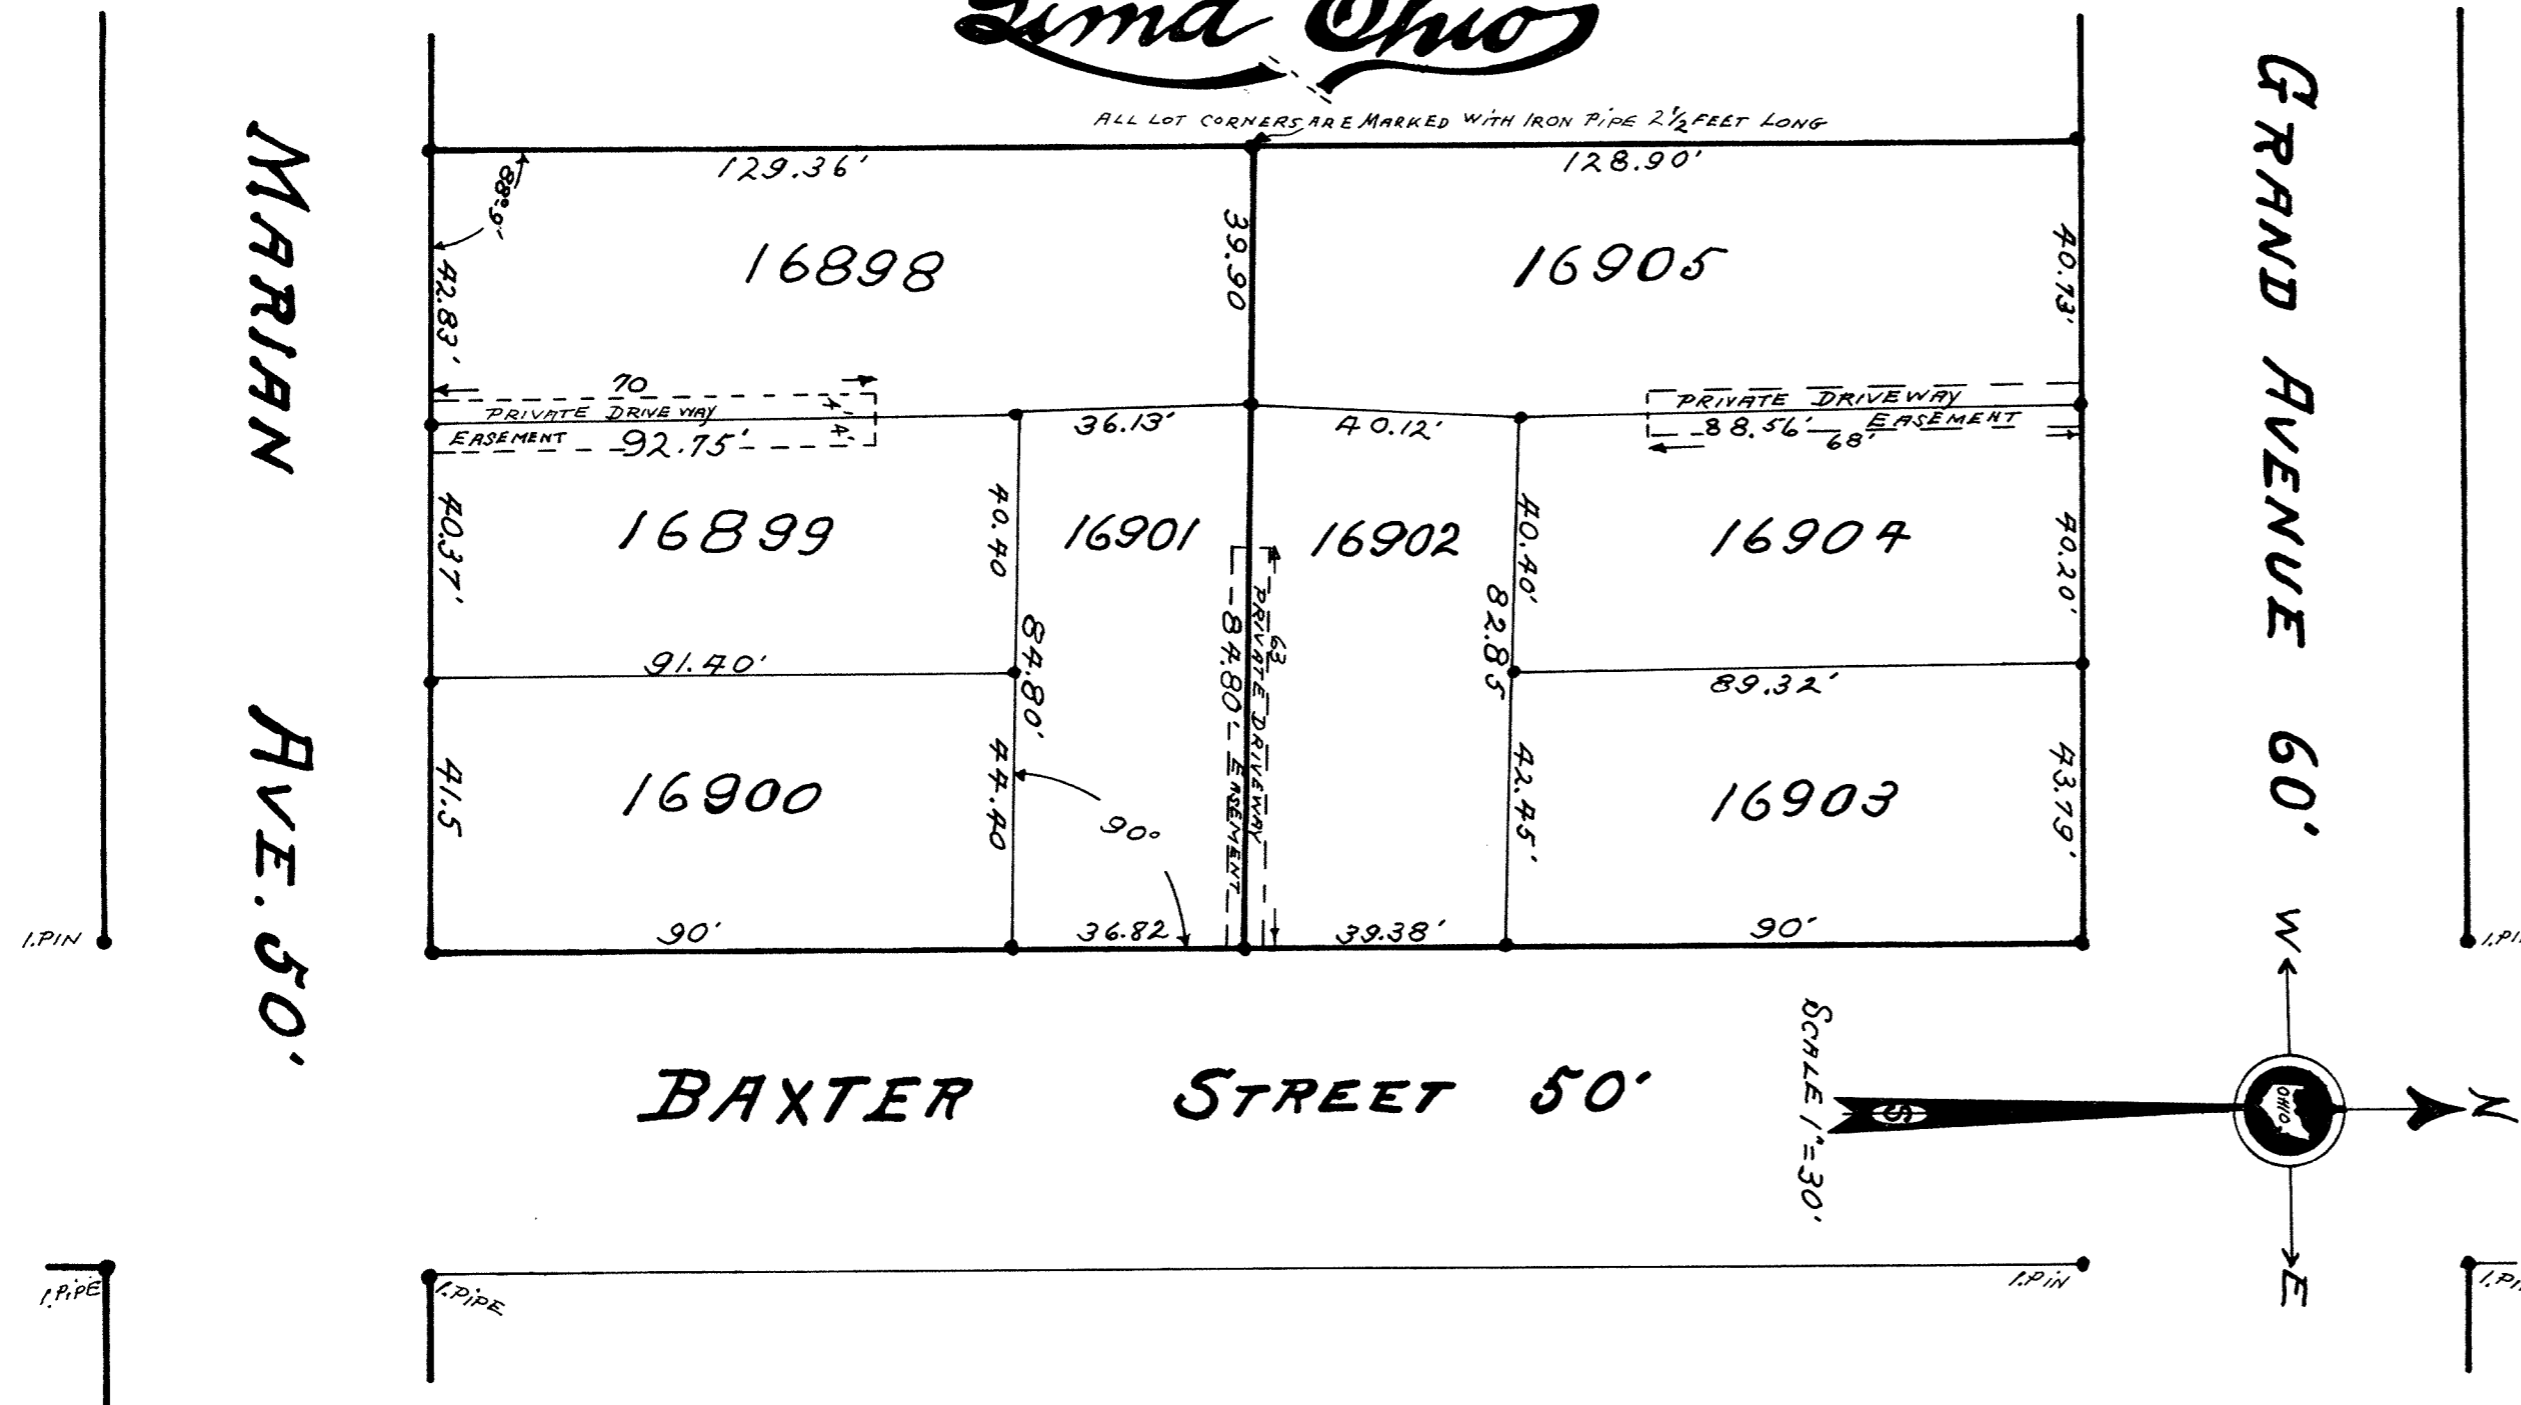 Lima Ohio
ALL LOT CORNERS ARE MARKED WITH IRON PIPE 2 1/2 FEET LONG
129.36'
128.90'
88°-9'-
16898
39.90
16905
42.83'
40.73'
70
PRIVATE DRIVE WAY
4'
4'
EASEMENT
92.75'
36.13'
40.12'
PRIVATE DRIVEWAY
88.56'
EASEMENT
68'
40.37'
16899
40.40
16901
16902
40.40'
16904
40.20'
91.40'
84.80'
84.80'
EASEMENT
PRIVATE DRIVEWAY
63
82.85
89.32'
41.5
16900
44.40
90°
42.45'
16903
43.79'
90'
36.82
39.38'
90'
MARIAN AVE. 50'
GRAND AVENUE 60'
I.PIN
W
BAXTER STREET 50'
SCALE 1"=30'
S
OHIO.
N
E
I.PIPE
I.PIPE
I.PIN